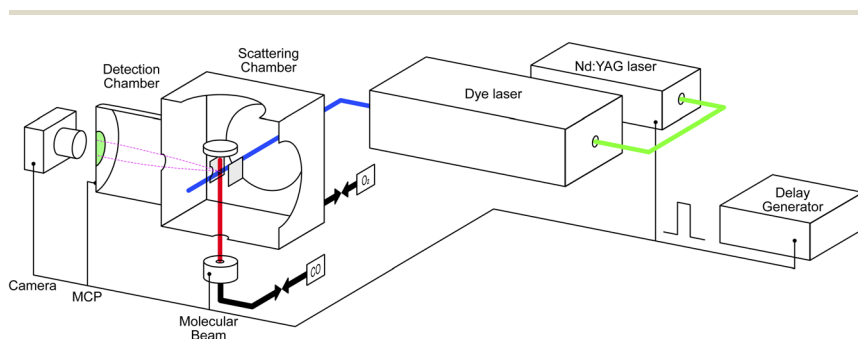 Scattering
Chamber
Detection
Chamber
Nd:YAG laser
Dye laser
O₂
Delay
Generator
CO
Camera
MCP
Molecular
Beam